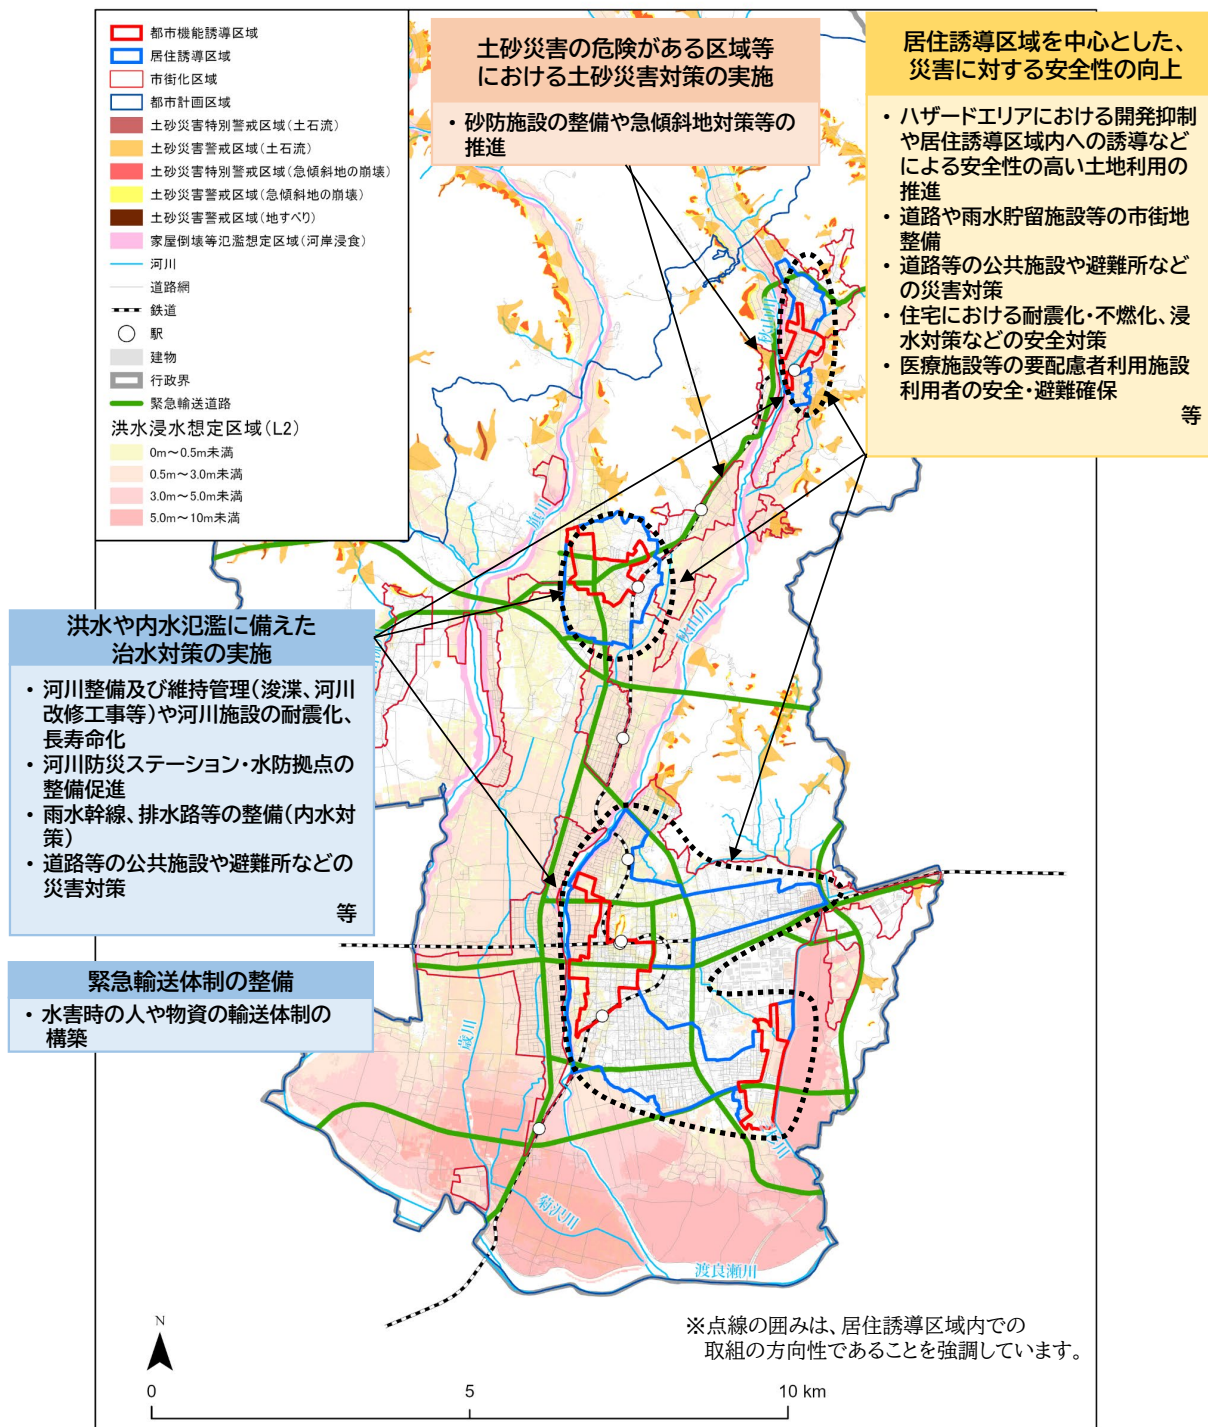 都市機能誘導区域
居住誘導区域
市街化区域
都市計画区域
土砂災害特別警戒区域(土石流)
土砂災害警戒区域(土石流)
土砂災害特別警戒区域(急傾斜地の崩壊)
土砂災害警戒区域(急傾斜地の崩壊)
土砂災害警戒区域(地すべり)
家屋倒壊等氾濫想定区域(河岸浸食)
河川
道路網
鉄道
駅
建物
行政界
緊急輸送道路
洪水浸水想定区域(L2)
0m～0.5m未満
0.5m～3.0m未満
3.0m～5.0m未満
5.0m～10m未満
土砂災害の危険がある区域等
における土砂災害対策の実施
・砂防施設の整備や急傾斜地対策等の
推進
居住誘導区域を中心とした、
災害に対する安全性の向上
・ハザードエリアにおける開発抑制
や居住誘導区域内への誘導など
による安全性の高い土地利用の
推進
・道路や雨水貯留施設等の市街地
整備
・道路等の公共施設や避難所など
の災害対策
・住宅における耐震化・不燃化、浸
水対策などの安全対策
・医療施設等の要配慮者利用施設
利用者の安全・避難確保
等
秋山川
旗川
秋山川
洪水や内水氾濫に備えた
治水対策の実施
・河川整備及び維持管理(浚渫、河川
改修工事等)や河川施設の耐震化、
長寿命化
・河川防災ステーション・水防拠点の
整備促進
・雨水幹線、排水路等の整備(内水対
策)
・道路等の公共施設や避難所などの
災害対策
等
緊急輸送体制の整備
・水害時の人や物資の輸送体制の
構築
菊沢川
渡良瀬川
※点線の囲みは、居住誘導区域内での
取組の方向性であることを強調しています。
N
0 5 10 km